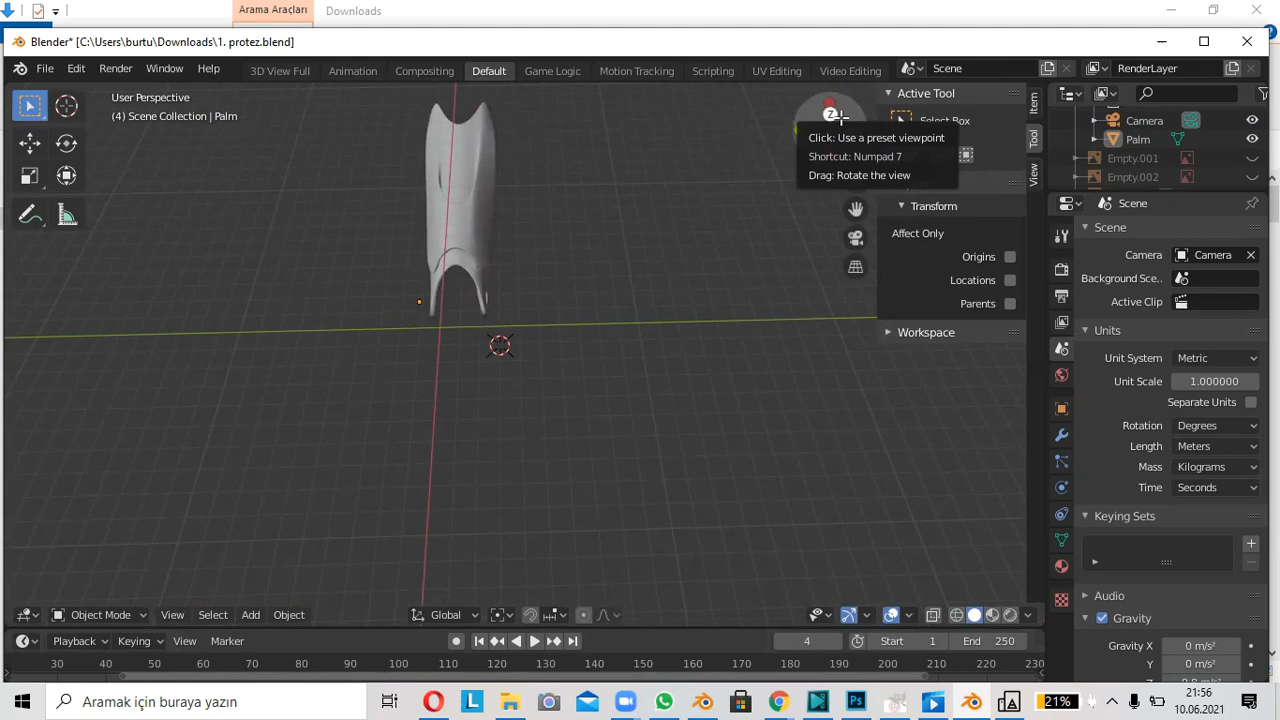 Arama Araçları
Downloads
Blender* [C:\Users\burtu\Downloads\1. protez.blend]
File Edit Render Window Help
3D View Full Animation Compositing Default Game Logic Motion Tracking Scripting UV Editing Video Editing
Scene
RenderLayer
User Perspective
(4) Scene Collection | Palm
Z
Click: Use a preset viewpoint
Shortcut: Numpad 7
Drag: Rotate the view
Active Tool
Select Box
Transform
Affect Only
Origins
Locations
Parents
Workspace
Item
Tool
View
Camera
Palm
Empty.001
Empty.002
Scene
Scene
Camera Camera
Background Sce..
Active Clip
Units
Unit System Metric
Unit Scale 1.000000
Separate Units
Rotation Degrees
Length Meters
Mass Kilograms
Time Seconds
Keying Sets
Audio
Gravity
Gravity X 0 m/s²
Y 0 m/s²
Object Mode View Select Add Object
Global
Playback Keying View Marker
4 Start 1 End 250
30 40 50 60 70 80 90 100 110 120 130 140 150 160 170 180 190 200 210 220 230
Aramak için buraya yazın
21%
21:56
10.06.2021